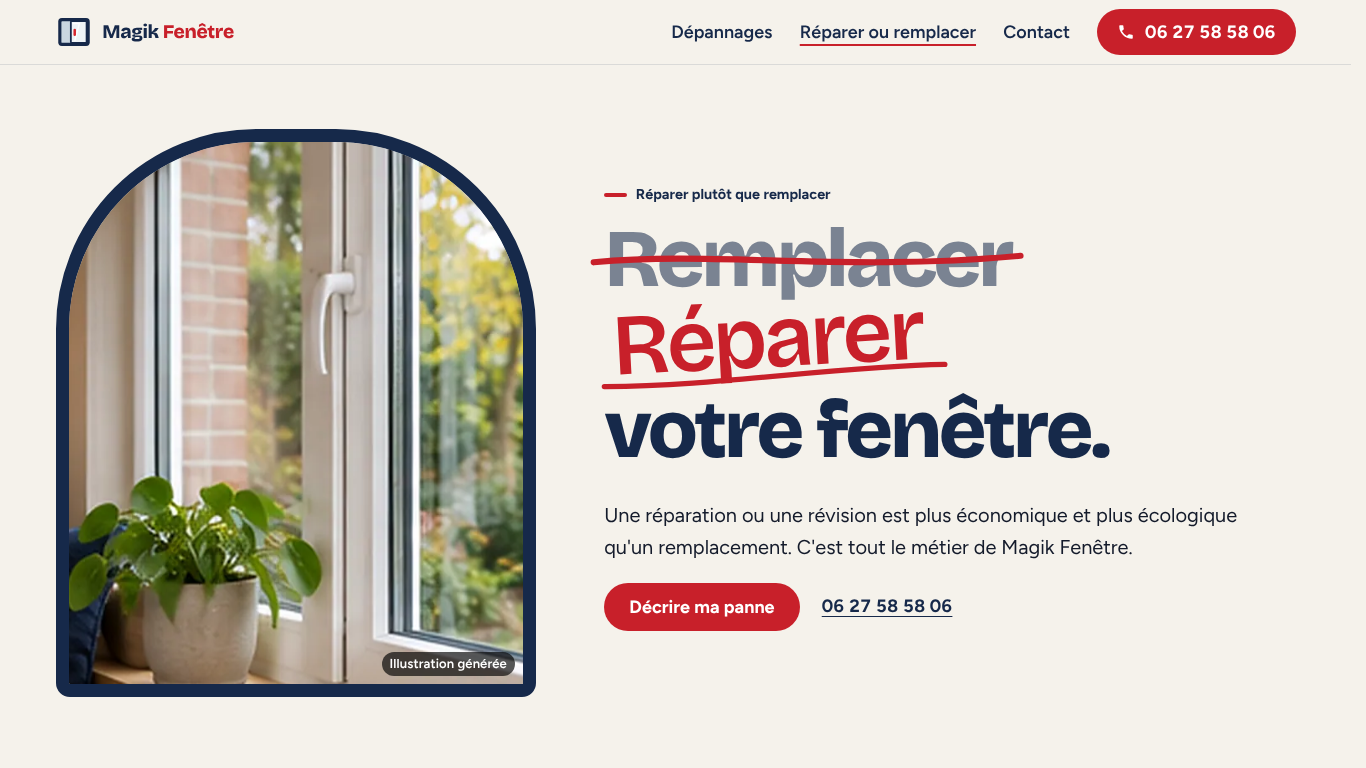 Magik Fenêtre
Dépannages
Réparer ou remplacer
Contact
06 27 58 58 06
Réparer plutôt que remplacer
Remplacer
Réparer
votre fenêtre.
Une réparation ou une révision est plus économique et plus écologique
qu'un remplacement. C'est tout le métier de Magik Fenêtre.
Décrire ma panne
06 27 58 58 06
Illustration générée